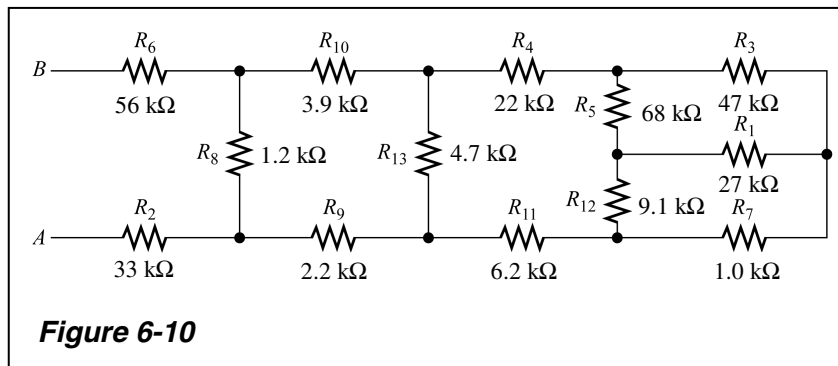 R6 R10 R4 R3
B
56 kΩ 3.9 kΩ 22 kΩ R5 68 kΩ 47 kΩ
R1
R8 1.2 kΩ R13 4.7 kΩ
27 kΩ
R2 R9 R11 R12 9.1 kΩ R7
A
33 kΩ 2.2 kΩ 6.2 kΩ 1.0 kΩ
Figure 6-10